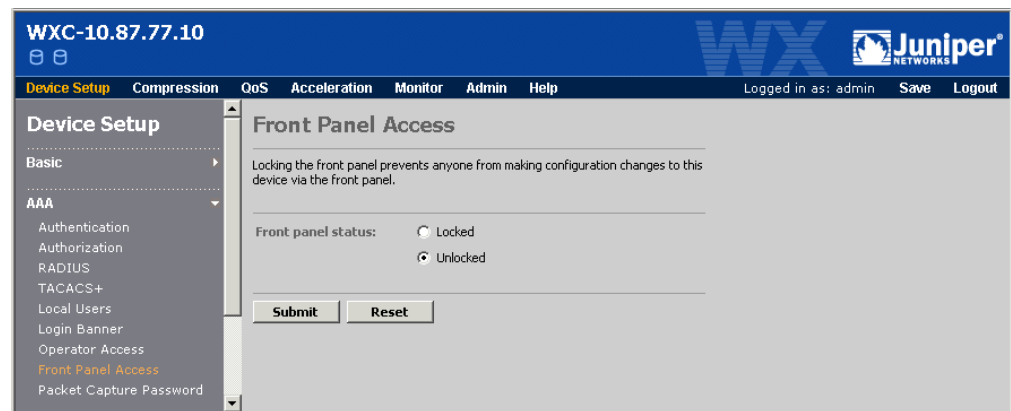 WXC-10.87.77.10
WX
Juniper®
NETWORKS
Device Setup Compression QoS Acceleration Monitor Admin Help Logged in as: admin Save Logout
Device Setup
Basic
AAA
Authentication
Authorization
RADIUS
TACACS+
Local Users
Login Banner
Operator Access
Front Panel Access
Packet Capture Password
Front Panel Access
Locking the front panel prevents anyone from making configuration changes to this
device via the front panel.
Front panel status: Locked
Unlocked
Submit Reset